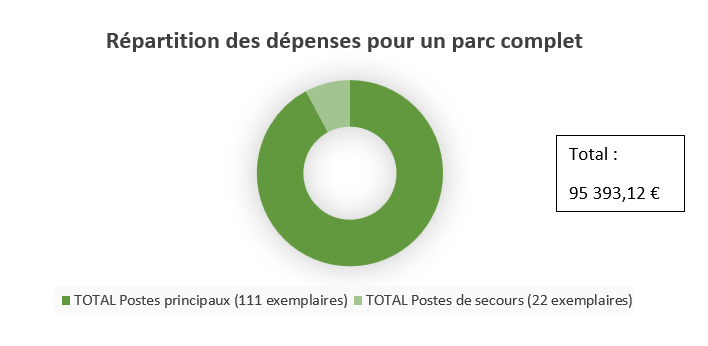 Répartition des dépenses pour un parc complet
Total :
95 393,12 €
TOTAL Postes principaux (111 exemplaires) TOTAL Postes de secours (22 exemplaires)